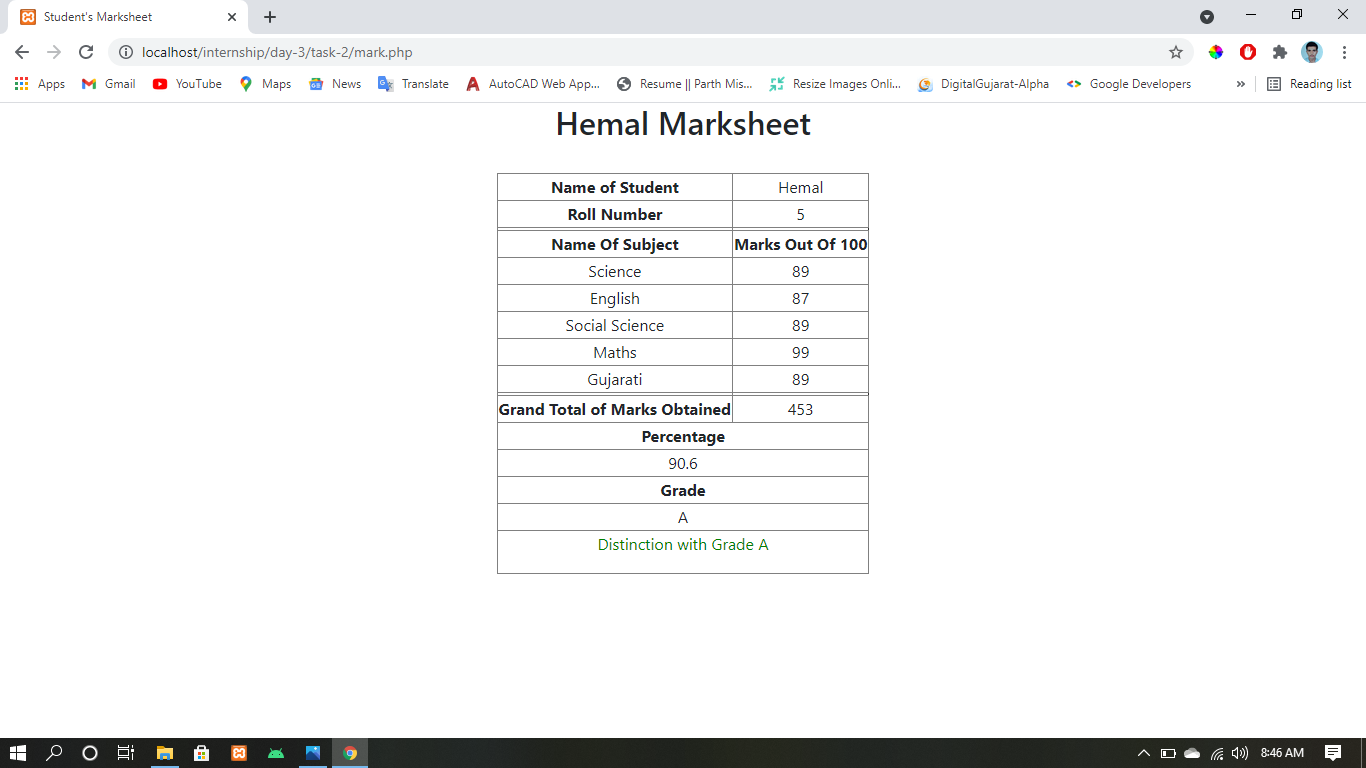 Student's Marksheet
localhost/internship/day-3/task-2/mark.php
Apps Gmail YouTube Maps News Translate AutoCAD Web App... Resume || Parth Mis... Resize Images Onli... DigitalGujarat-Alpha Google Developers » Reading list
Hemal Marksheet
Name of Student Hemal
Roll Number 5
Name Of Subject Marks Out Of 100
Science 89
English 87
Social Science 89
Maths 99
Gujarati 89
Grand Total of Marks Obtained 453
Percentage
90.6
Grade
A
Distinction with Grade A
8:46 AM